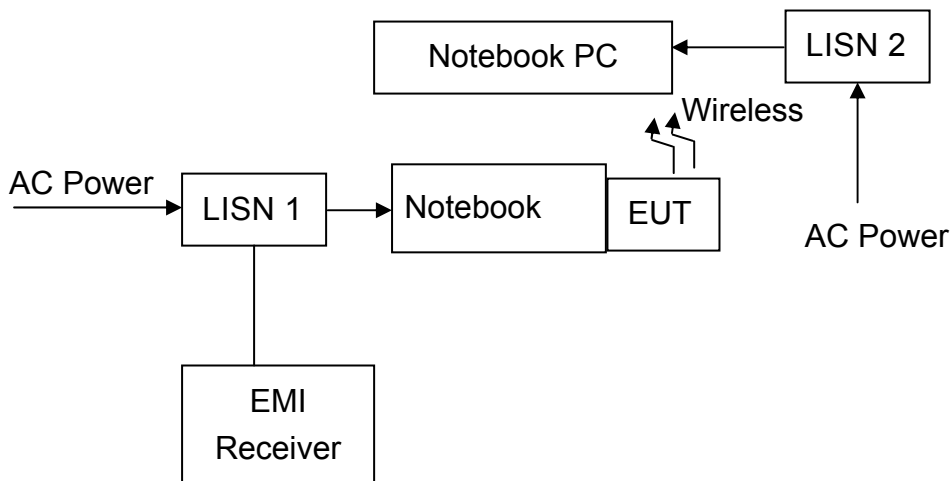 Notebook PC
LISN 2
Wireless
AC Power
LISN 1
Notebook
EUT
AC Power
EMI
Receiver